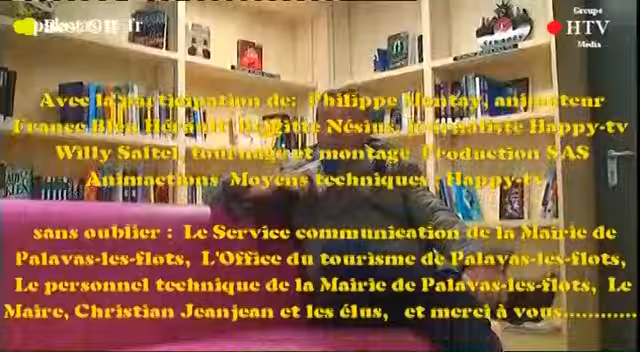 .fr
Groupe
HTV
Media
Avec la participation de: Philippe Montay, animateur
France Bleu Hérault, Brigitte Nésius, journaliste Happy-tv
Willy Saltel, tournage et montage Production SAS
Animactions Moyens techniques : Happy-tv
sans oublier : Le Service communication de la Mairie de
Palavas-les-flots, L'Office du tourisme de Palavas-les-flots,
Le personnel technique de la Mairie de Palavas-les-flots, Le
Maire, Christian Jeanjean et les élus, et merci à vous............